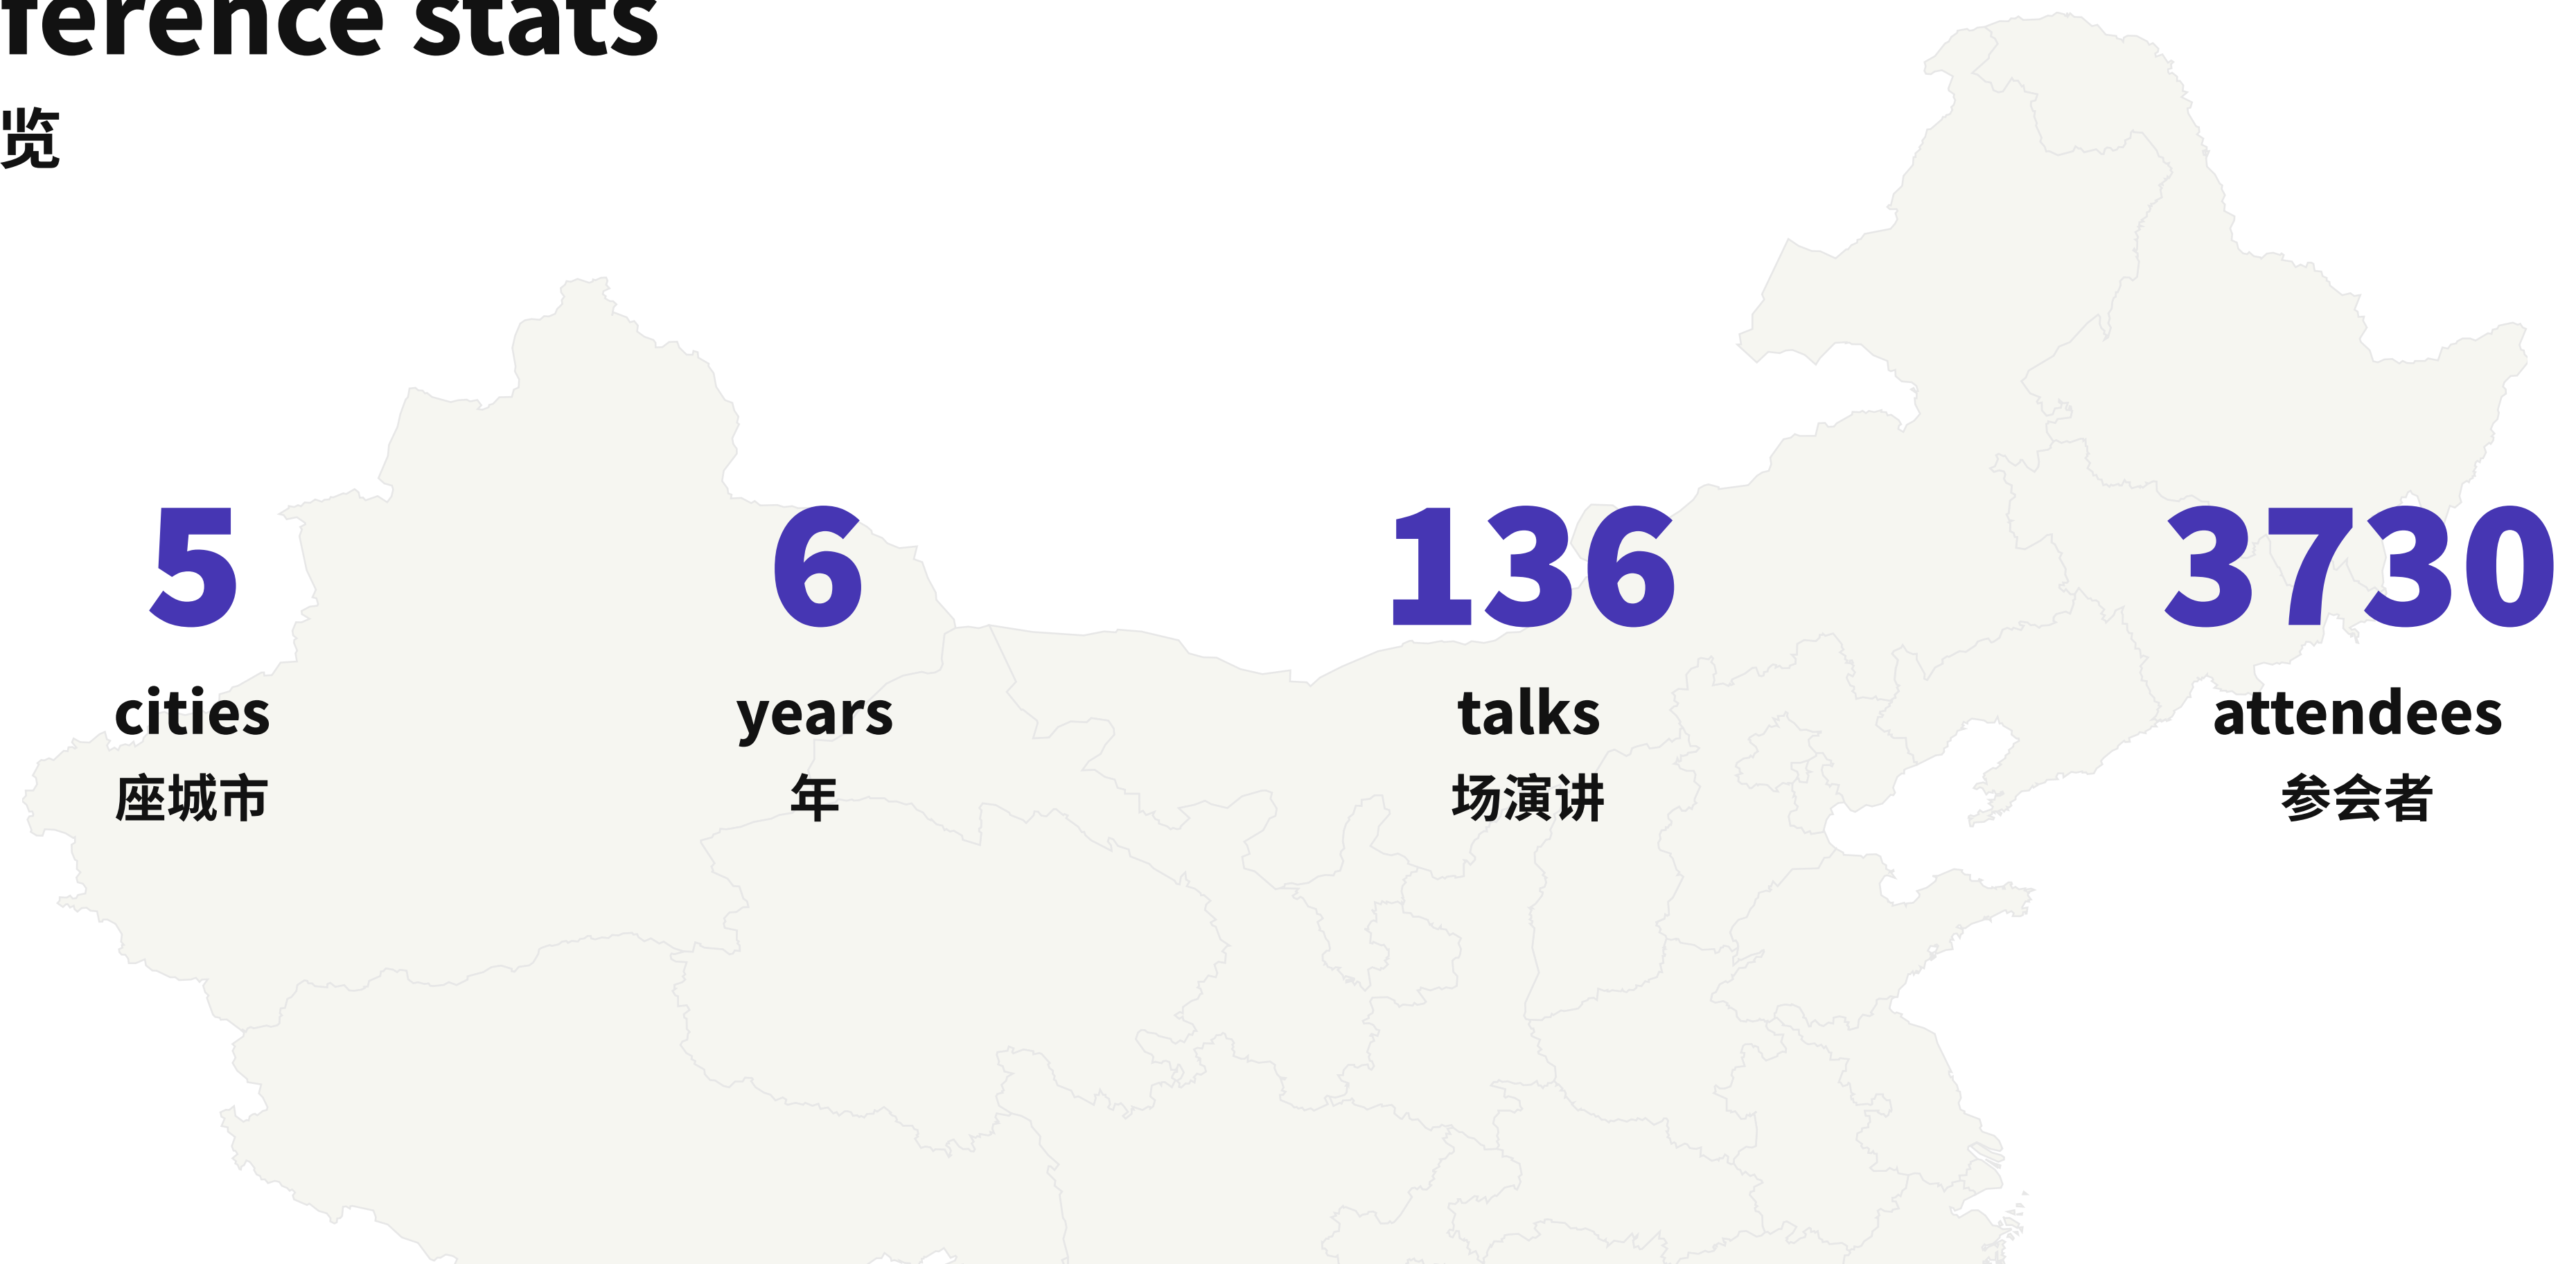 ference stats
览
5
cities
座城市
6
years
年
136
talks
场演讲
3730
attendees
参会者